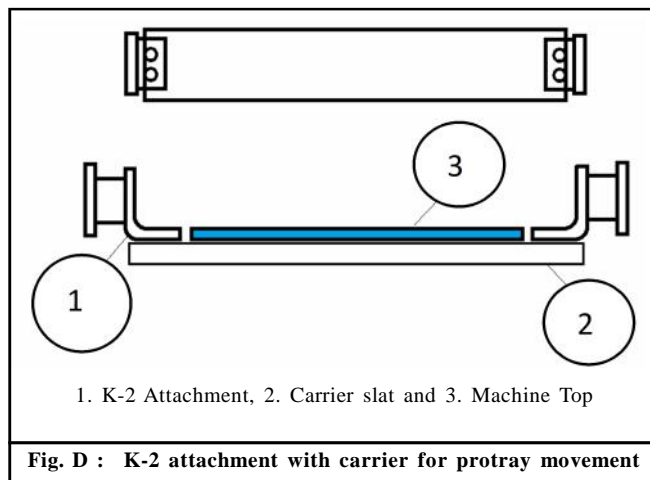 3
1
2
1. K-2 Attachment, 2. Carrier slat and 3. Machine Top
Fig. D : K-2 attachment with carrier for protray movement